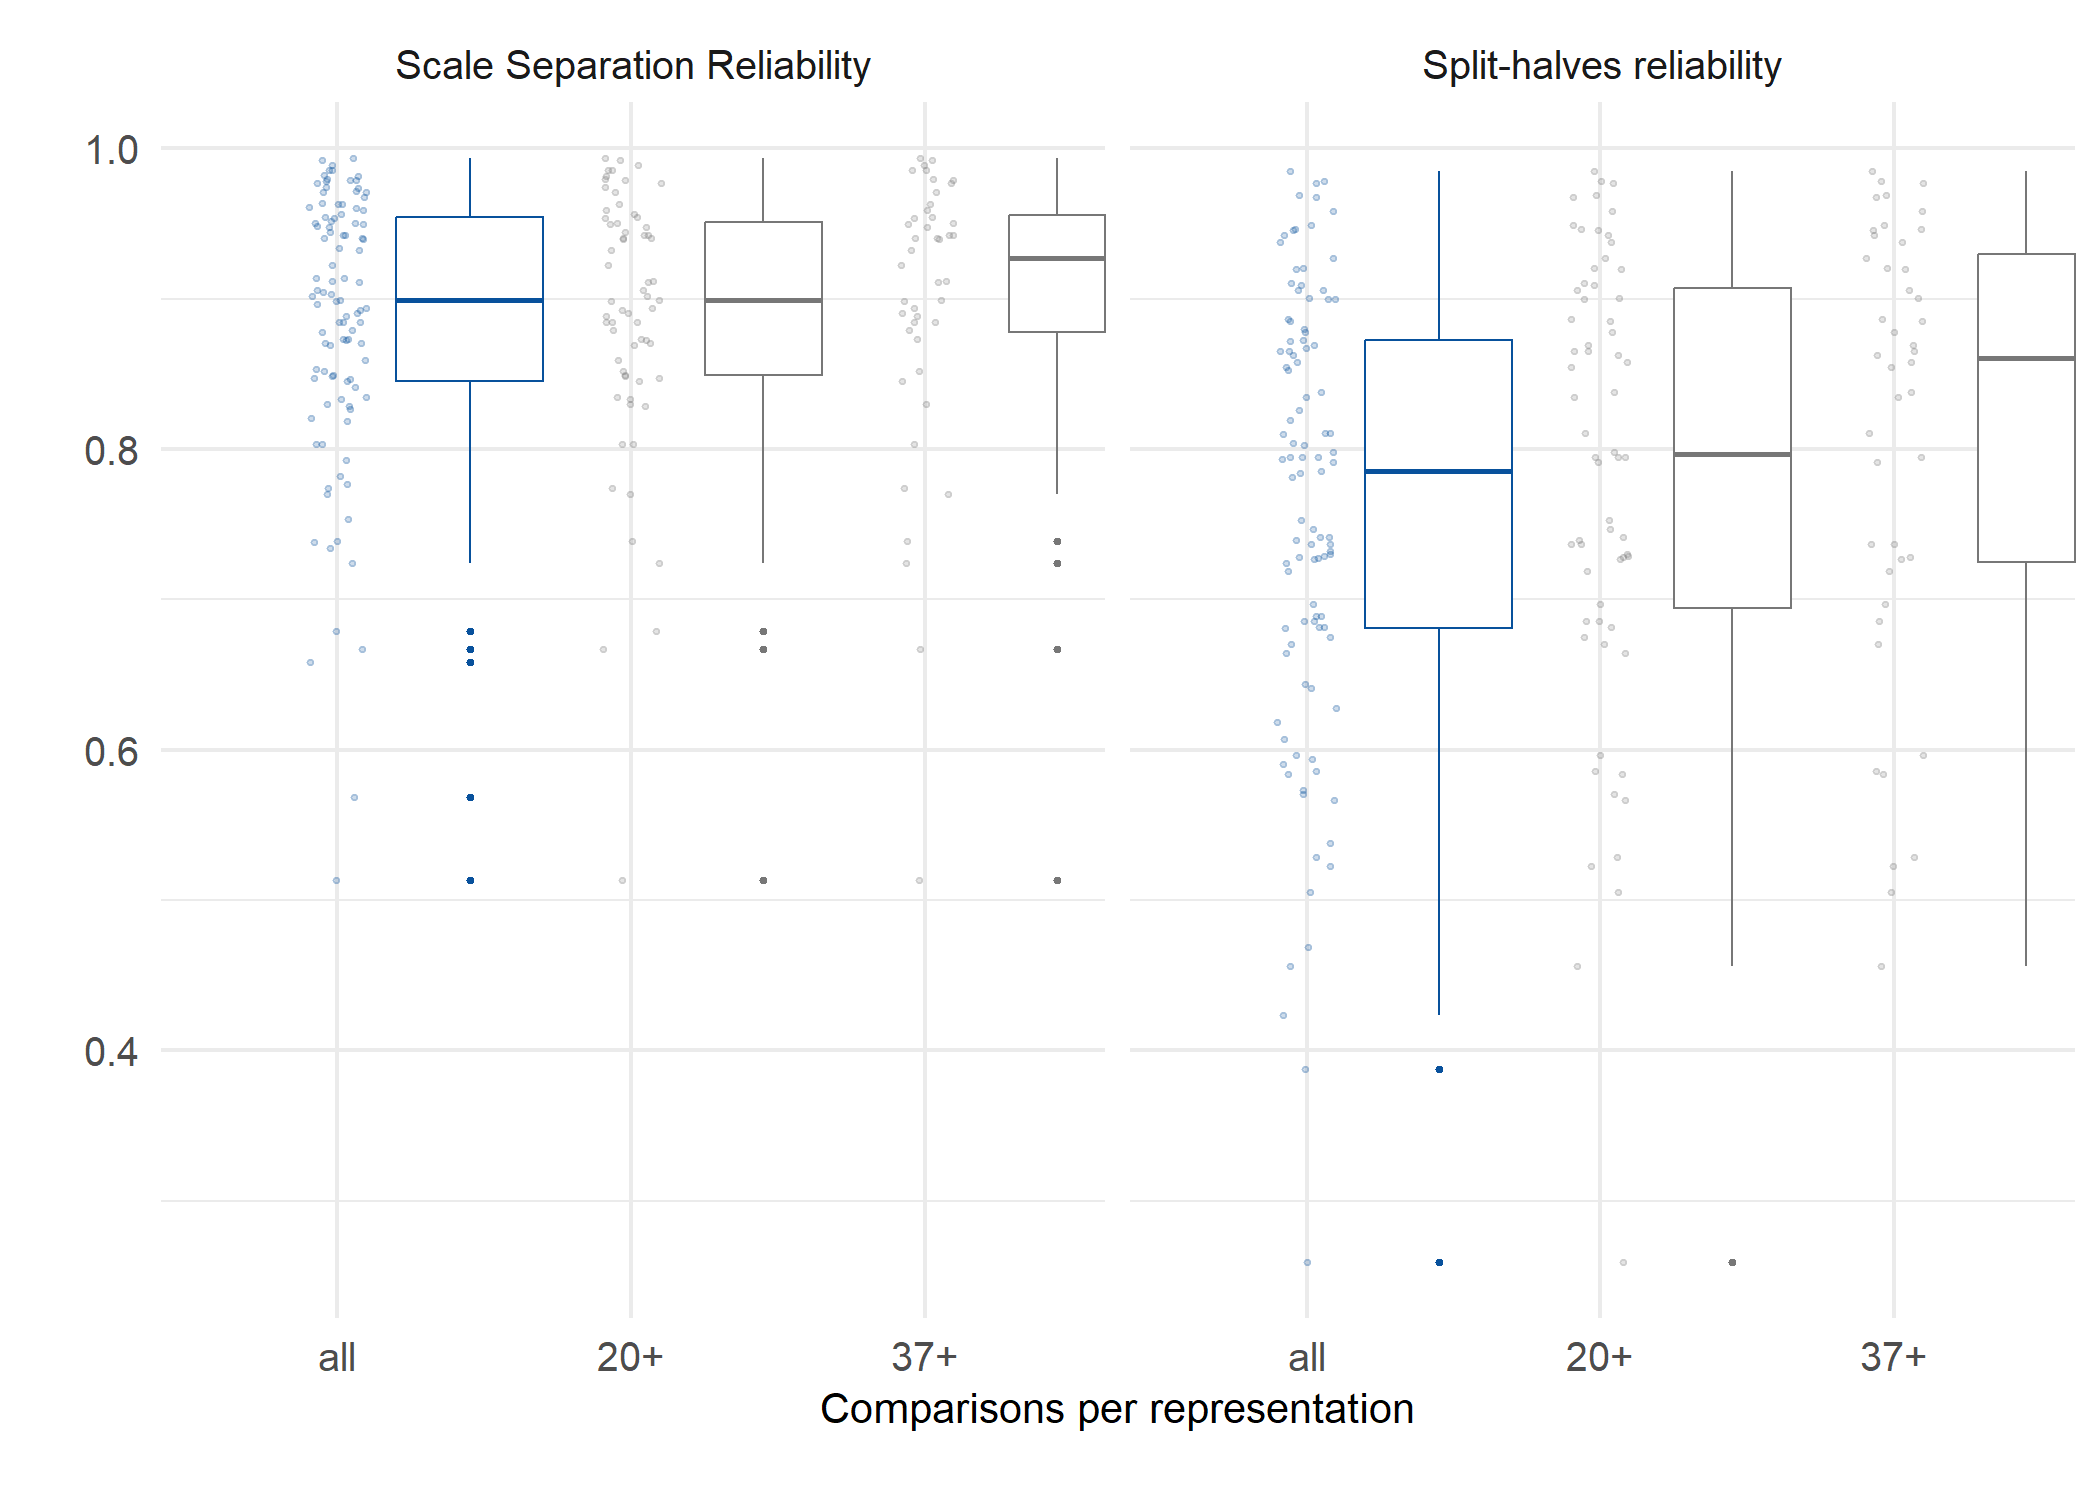 Scale Separation Reliability
Split-halves reliability
1.0
0.8
0.6
0.4
all 20+ 37+
all 20+ 37+
Comparisons per representation